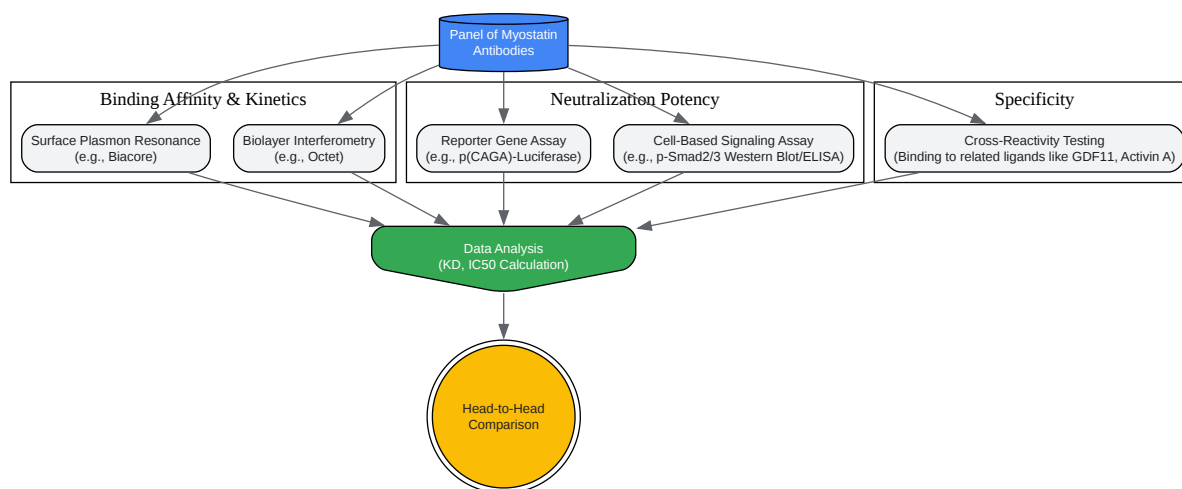 Panel of Myostatin
Antibodies
Binding Affinity & Kinetics
Neutralization Potency
Specificity
Surface Plasmon Resonance
(e.g., Biacore)
Biolayer Interferometry
(e.g., Octet)
Reporter Gene Assay
(e.g., p(CAGA)-Luciferase)
Cell-Based Signaling Assay
(e.g., p-Smad2/3 Western Blot/ELISA)
Cross-Reactivity Testing
(Binding to related ligands like GDF11, Activin A)
Data Analysis
(KD, IC50 Calculation)
Head-to-Head
Comparison